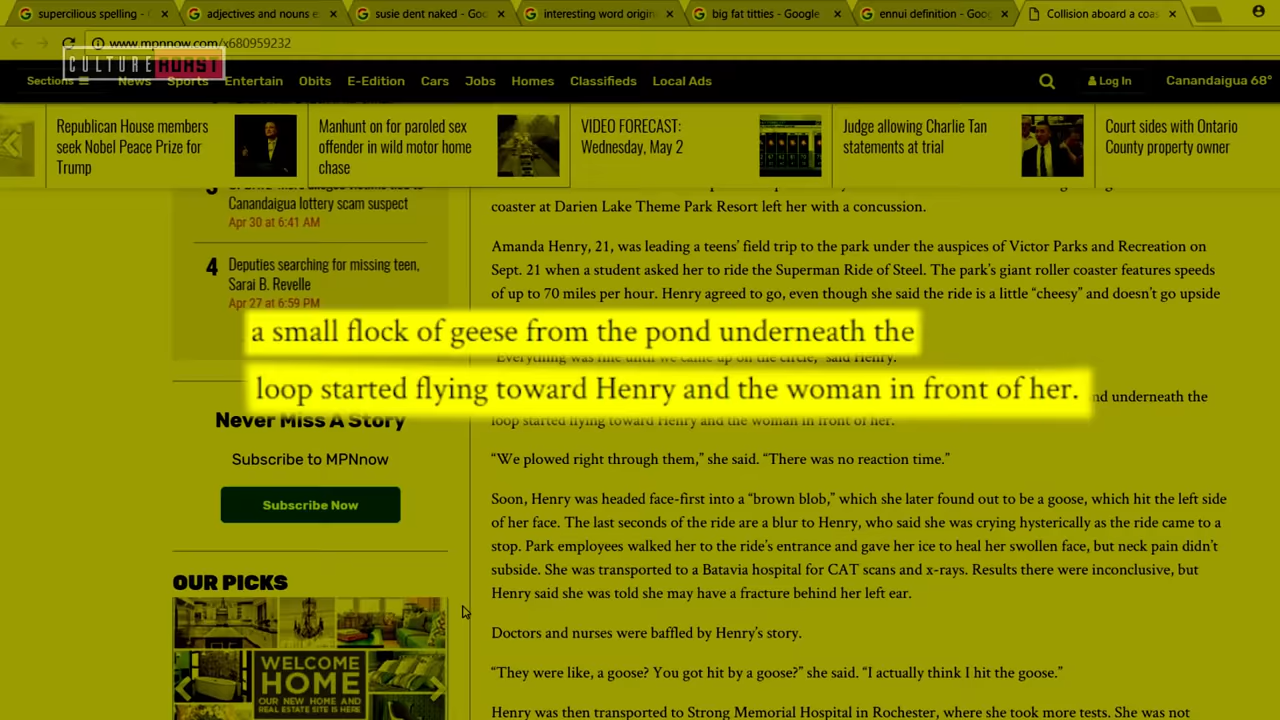 supercilious spelling -
adjectives and nouns e
susie dent naked - Goo
interesting word origin
big fat titties - Google
ennui definition - Goog
Collision aboard a coas
www.mpnnow.com/x680959232
CULTURE ROAST
Sections
News
Sports
Entertain
Obits
E-Edition
Cars
Jobs
Homes
Classifieds
Local Ads
Log In
Canandaigua 68°
Republican House members
seek Nobel Peace Prize for
Trump
Manhunt on for paroled sex
offender in wild motor home
chase
VIDEO FORECAST:
Wednesday, May 2
Judge allowing Charlie Tan
statements at trial
Court sides with Ontario
County property owner
Canandaigua lottery scam suspect
Apr 30 at 6:41 AM
4
Deputies searching for missing teen,
Sarai B. Revelle
Apr 27 at 6:59 PM
Never Miss A Story
Subscribe to MPNnow
Subscribe Now
OUR PICKS
WELCOME
HOME
OUR NEW HOME AND
REAL ESTATE SITE IS HERE
coaster at Darien Lake Theme Park Resort left her with a concussion.
Amanda Henry, 21, was leading a teens’ field trip to the park under the auspices of Victor Parks and Recreation on
Sept. 21 when a student asked her to ride the Superman Ride of Steel. The park’s giant roller coaster features speeds
of up to 70 miles per hour. Henry agreed to go, even though she said the ride is a little “cheesy” and doesn’t go upside
a small flock of geese from the pond underneath the
“Everything was fine until we came up on the circle,” said Henry.
loop started flying toward Henry and the woman in front of her.
nd underneath the
loop started flying toward Henry and the woman in front of her.
“We plowed right through them,” she said. “There was no reaction time.”
Soon, Henry was headed face-first into a “brown blob,” which she later found out to be a goose, which hit the left side
of her face. The last seconds of the ride are a blur to Henry, who said she was crying hysterically as the ride came to a
stop. Park employees walked her to the ride’s entrance and gave her ice to heal her swollen face, but neck pain didn’t
subside. She was transported to a Batavia hospital for CAT scans and x-rays. Results there were inconclusive, but
Henry said she was told she may have a fracture behind her left ear.
Doctors and nurses were baffled by Henry’s story.
“They were like, a goose? You got hit by a goose?” she said. “I actually think I hit the goose.”
Henry was then transported to Strong Memorial Hospital in Rochester, where she took more tests. She was not